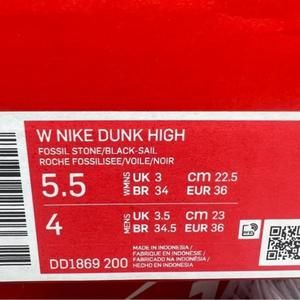 W NIKE DUNK HIGH
FOSSIL STONE/BLACK-SAIL
ROCHE FOSSILISEE/VOILE/NOIR
5.5 WMNS UK 3 cm 22.5
BR 34 EUR 36
4 MENS UK 3.5 cm 23
BR 34.5 EUR 36
MADE IN INDONESIA/
FABRIQUE EN INDONESIE/
FABRICADO NA INDONESIA/
HECHO EN INDONESIA
DD1869 200